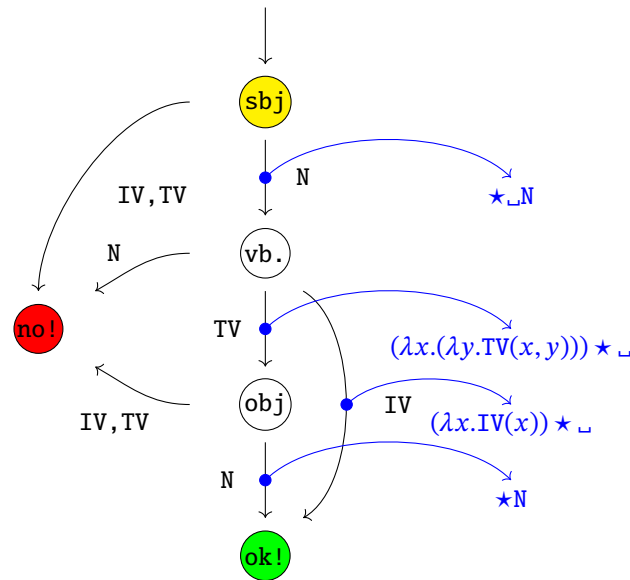 sbj
N
IV,TV
⋆␣N
N
vb.
TV
no!
(λx.(λy.TV(x, y))) ⋆ ␣
obj
IV
IV,TV
(λx.IV(x)) ⋆ ␣
N
⋆N
ok!